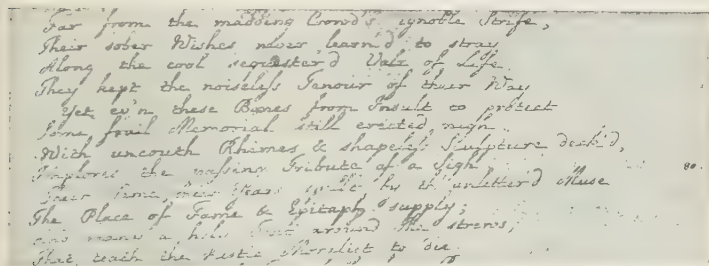 Far from the madding Crowd's ignoble Strife,
Their sober Wishes never learn'd to stray
Along the cool sequester'd Vale of Life
They kept the noiseless Tenour of their Way
Yet ev'n these Bones from Insult to protect
Some frail Memorial still erected nigh
With uncouth Rhimes & shapeless Sculpture deck'd,
Implores the passing Tribute of a Sigh 80.
Their Name, their Years by th' unletter'd Muse
The Place of Fame & Epitaph supply;
many a holy Text around she strews,
That teach the rustic Moralist to die.